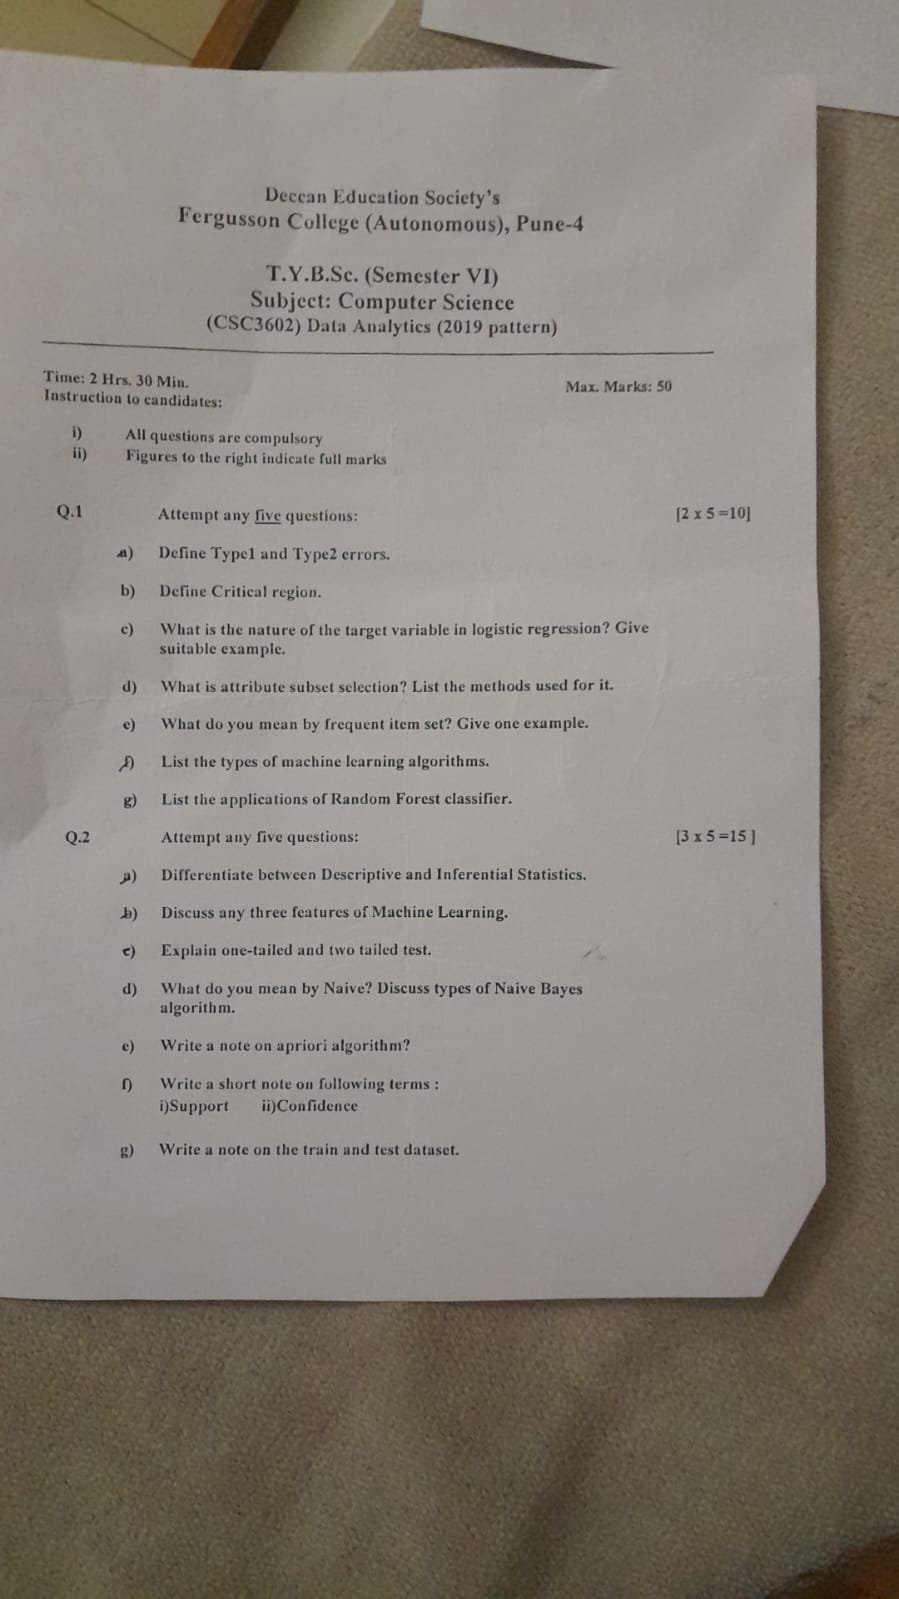 Deccan Education Society's
Fergusson College (Autonomous), Pune-4
T.Y.B.Sc. (Semester VI)
Subject: Computer Science
(CSC3602) Data Analytics (2019 pattern)
Time: 2 Hrs. 30 Min.
Max. Marks: 50
Instruction to candidates:
i) All questions are compulsory
ii) Figures to the right indicate full marks
Q.1 Attempt any five questions: [2 x 5 =10]
a) Define Type1 and Type2 errors.
b) Define Critical region.
c) What is the nature of the target variable in logistic regression? Give
suitable example.
d) What is attribute subset selection? List the methods used for it.
e) What do you mean by frequent item set? Give one example.
f) List the types of machine learning algorithms.
g) List the applications of Random Forest classifier.
Q.2 Attempt any five questions: [3 x 5 =15 ]
a) Differentiate between Descriptive and Inferential Statistics.
b) Discuss any three features of Machine Learning.
c) Explain one-tailed and two tailed test.
d) What do you mean by Naive? Discuss types of Naive Bayes
algorithm.
e) Write a note on apriori algorithm?
f) Write a short note on following terms :
i)Support ii)Confidence
g) Write a note on the train and test dataset.